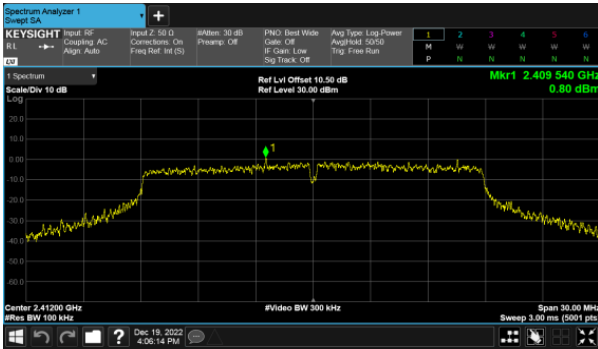 Spectrum Analyzer 1
Swept SA
+
KEYSIGHT Input: RF Input Z: 50 Ω #Atten: 30 dB PNO: Best Wide Avg Type: Log-Power 1 2 3 4 5 6
RL Coupling: AC Corrections: On Preamp: Off Gate: Off Avg|Hold: 50/50 M W W W W W
Align: Auto Freq Ref: Int (S) IF Gain: Low Trig: Free Run P N N N N N
Sig Track: Off
1 Spectrum Ref Lvl Offset 10.50 dB Mkr1 2.409 540 GHz
Scale/Div 10 dB Ref Level 30.00 dBm 0.80 dBm
Log
20.0
10.0
0.00
1
-10.0
-20.0
-30.0
-40.0
-50.0
-60.0
Center 2.41200 GHz #Video BW 300 kHz Span 30.00 MHz
#Res BW 100 kHz Sweep 3.00 ms (5001 pts)
? Dec 19, 2022
4:06:14 PM